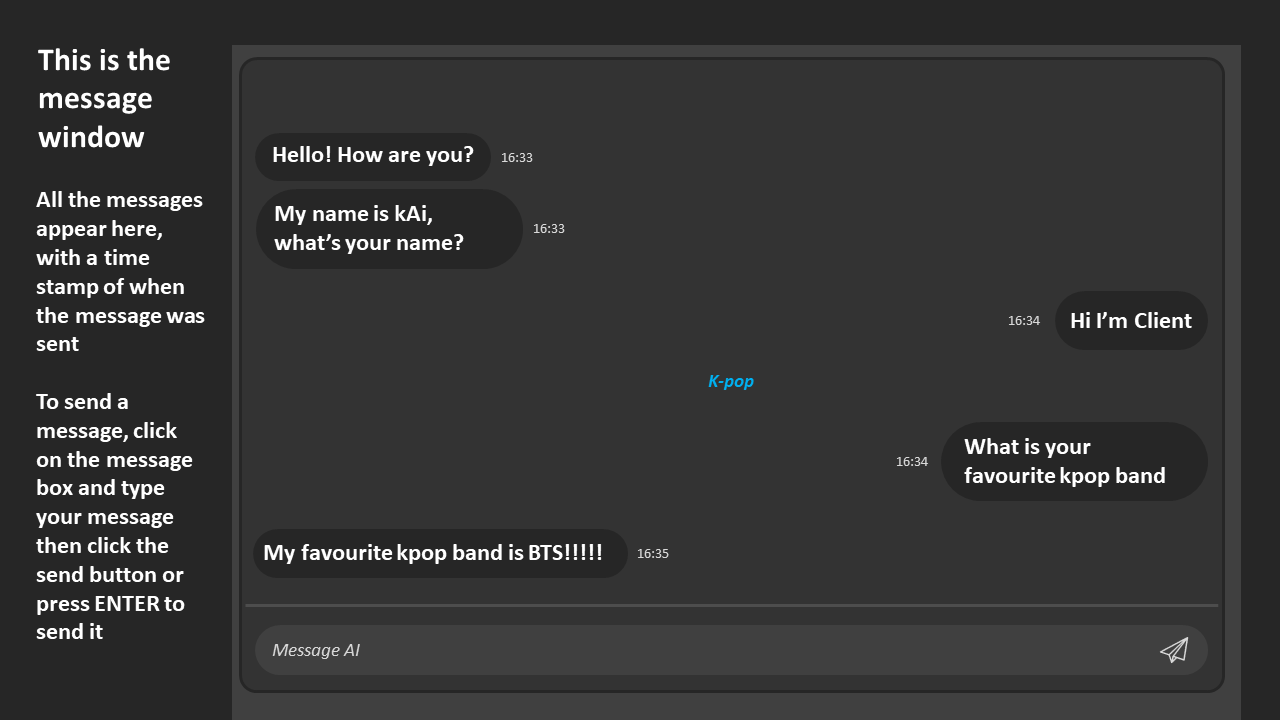 This is the
message
window
All the messages
appear here,
with a time
stamp of when
the message was
sent
To send a
message, click
on the message
box and type
your message
then click the
send button or
press ENTER to
send it
Hello! How are you?
16:33
My name is kAi,
what’s your name?
16:33
16:34
Hi I’m Client
K-pop
16:34
What is your
favourite kpop band
My favourite kpop band is BTS!!!!!
16:35
Message AI